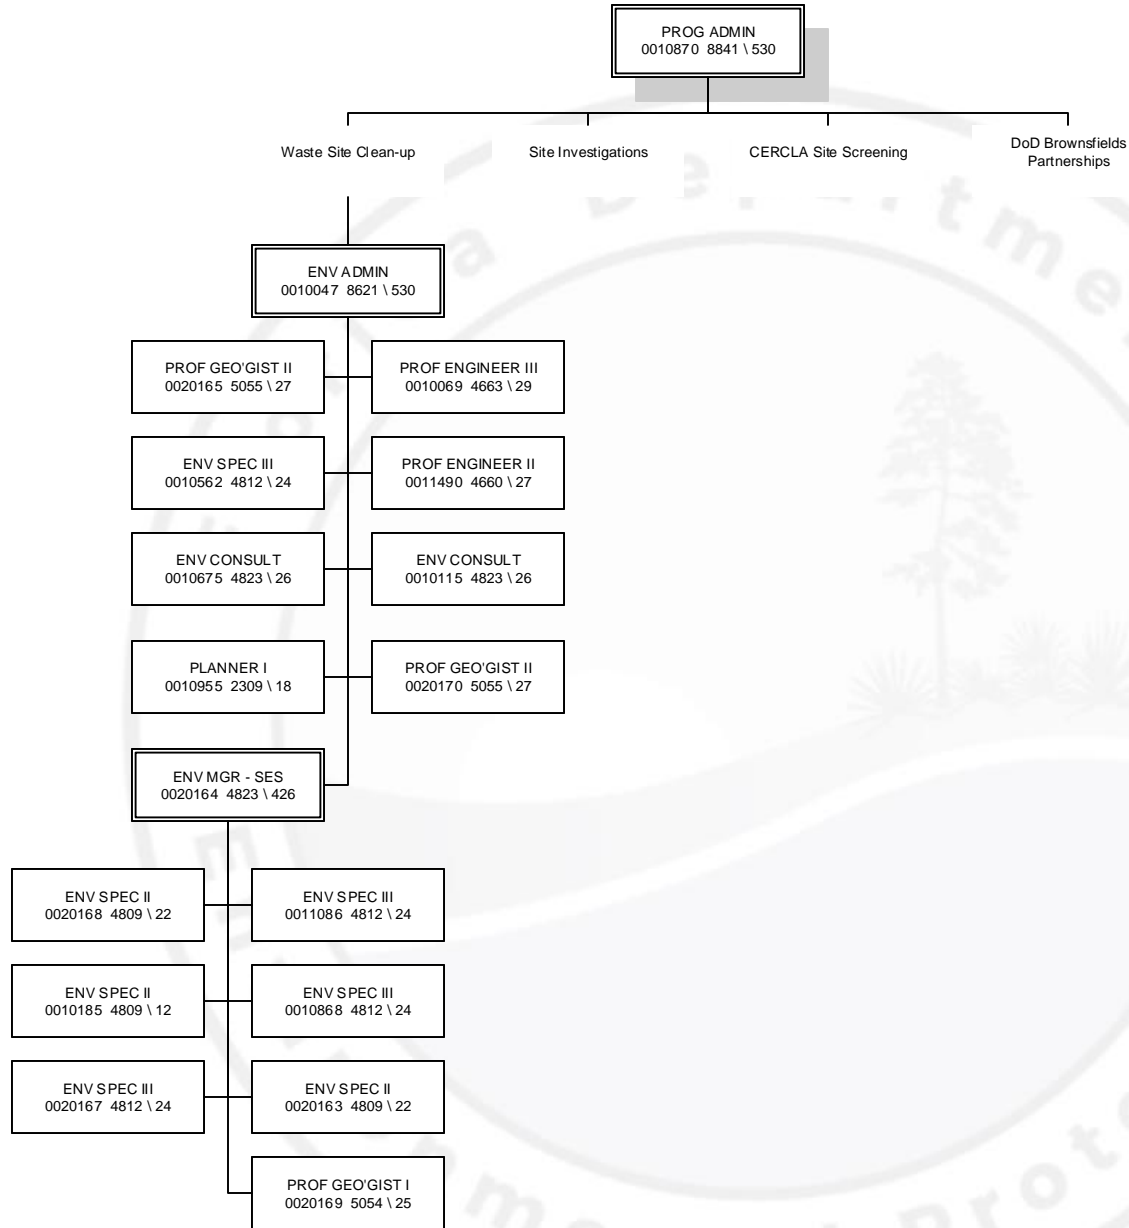 PROG ADMIN
0010870 8841 \ 530
Waste Site Clean-up
Site Investigations
CERCLA Site Screening
DoD Brownsfields
Partnerships
ENV ADMIN
0010047 8621 \ 530
PROF GEO'GIST II
0020165 5055 \ 27
PROF ENGINEER III
0010069 4663 \ 29
ENV SPEC III
0010562 4812 \ 24
PROF ENGINEER II
0011490 4660 \ 27
ENV CONSULT
0010675 4823 \ 26
ENV CONSULT
0010115 4823 \ 26
PLANNER I
0010955 2309 \ 18
PROF GEO'GIST II
0020170 5055 \ 27
ENV MGR - SES
0020164 4823 \ 426
ENV SPEC II
0020168 4809 \ 22
ENV SPEC III
0011086 4812 \ 24
ENV SPEC II
0010185 4809 \ 12
ENV SPEC III
0010868 4812 \ 24
ENV SPEC III
0020167 4812 \ 24
ENV SPEC II
0020163 4809 \ 22
PROF GEO'GIST I
0020169 5054 \ 25